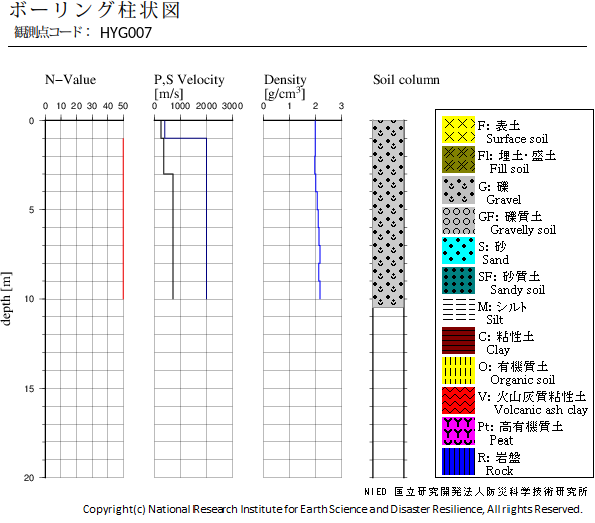 ボーリング柱状図
観測点コード： HYG007
N-Value
P,S Velocity
Density
Soil column
[m/s]
[g/cm3]
0 10 20 30 40 50
0 1000 2000 3000
0 1 2 3
0
5
10
15
20
depth [m]
F: 表土
Surface soil
Fl: 埋土・盛土
Fill soil
G: 礫
Gravel
GF: 礫質土
Gravelly soil
S: 砂
Sand
SF: 砂質土
Sandy soil
M: シルト
Silt
C: 粘性土
Clay
O: 有機質土
Organic soil
V: 火山灰質粘性土
Volcanic ash clay
Pt: 高有機質土
Peat
R: 岩盤
Rock
NIED 国立研究開発法人防災科学技術研究所
Copyright(c) National Research Institute for Earth Science and Disaster Resilience, All rights Reserved.